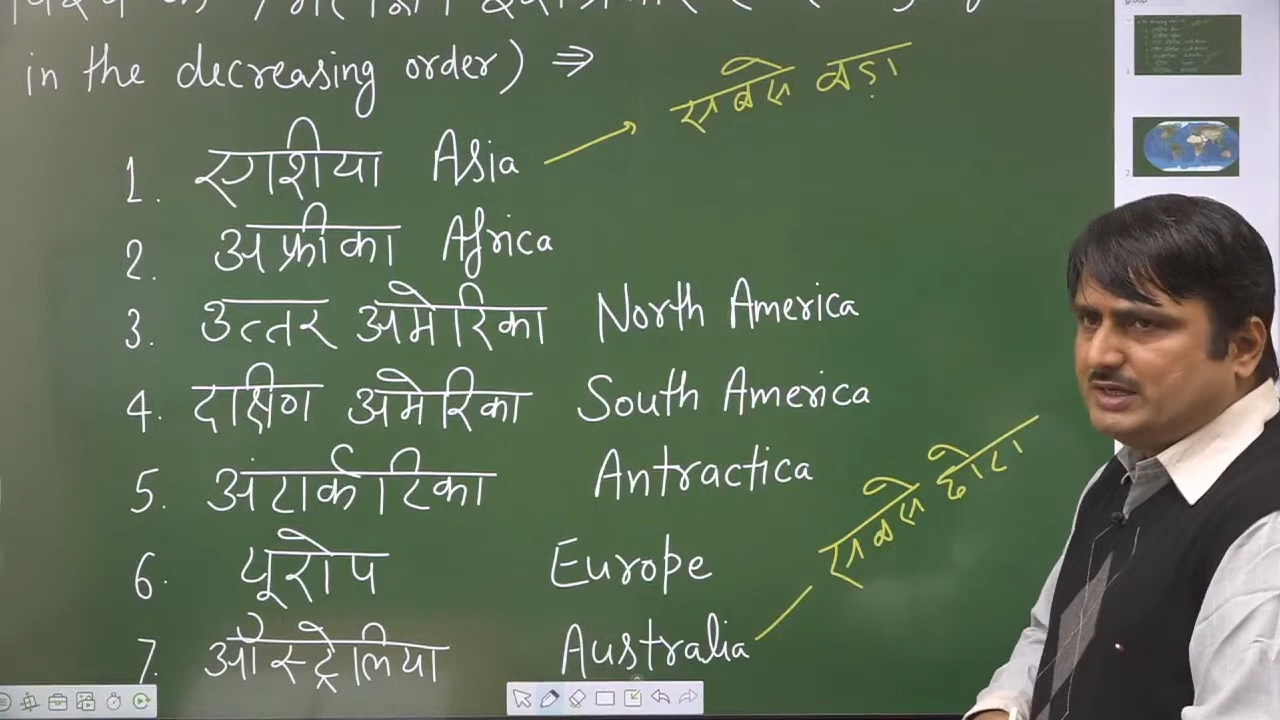 in the decreasing order) ⇒
सबसे बड़ा
1. एशिया Asia
2. अफ्रीका Africa
3. उत्तर अमेरिका North America
4. दक्षिण अमेरिका South America
5. अंटार्कटिका Antractica
सबसे छोटा
6. यूरोप Europe
7. औस्ट्रेलिया Australia